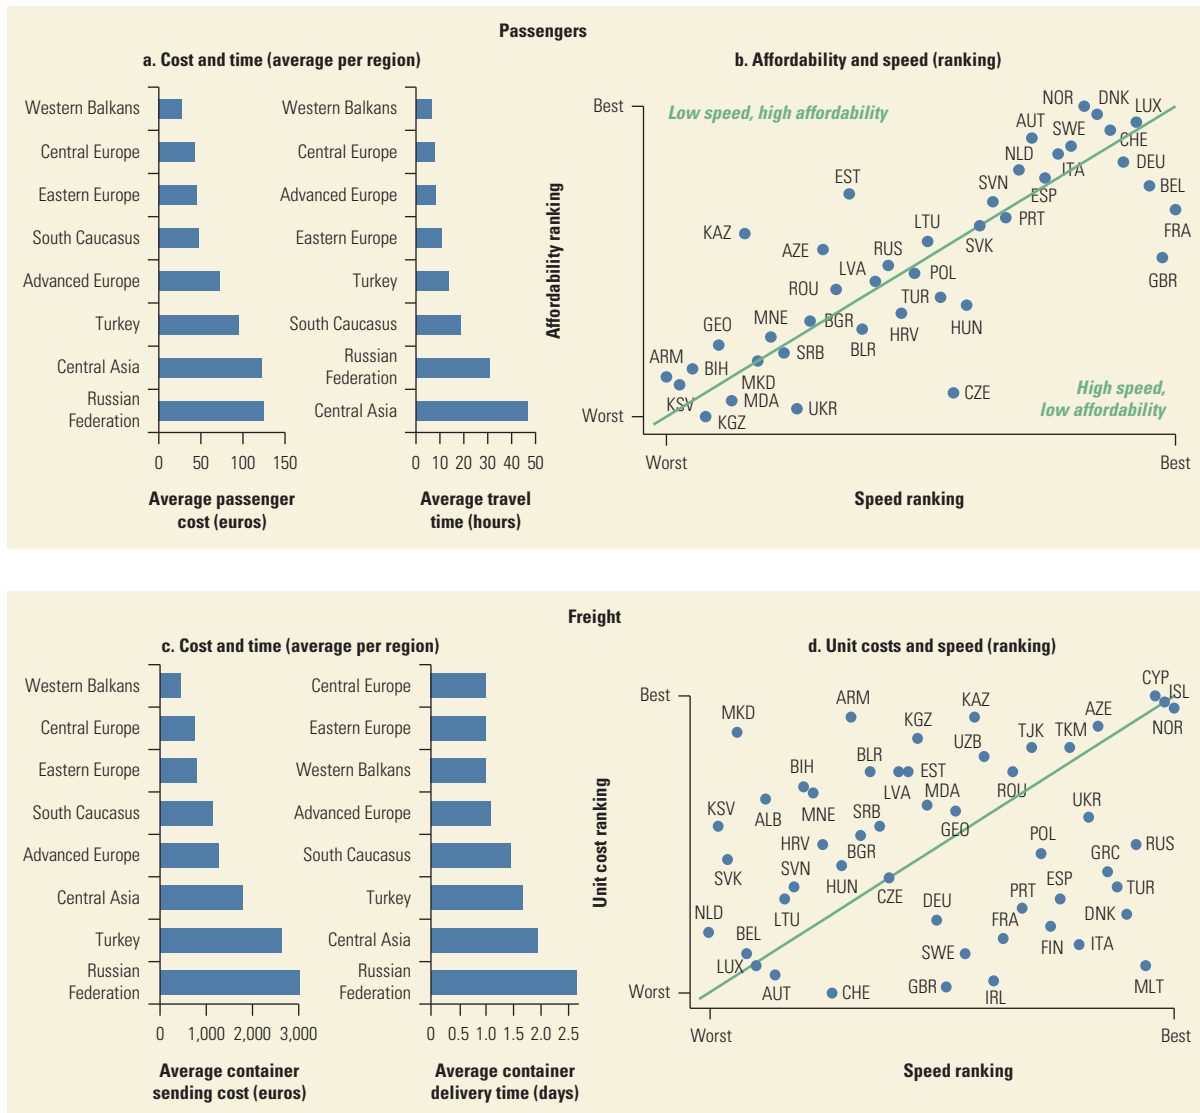 Passengers
a. Cost and time (average per region)
Western Balkans
Central Europe
Eastern Europe
South Caucasus
Advanced Europe
Turkey
Central Asia
Russian
Federation
0 50 100 150
Average passenger
cost (euros)
Western Balkans
Central Europe
Advanced Europe
Eastern Europe
Turkey
South Caucasus
Russian
Federation
Central Asia
0 10 20 30 40 50
Average travel
time (hours)
b. Affordability and speed (ranking)
Affordability ranking
Best
Worst
Low speed, high affordability
High speed,
low affordability
NOR DNK LUX
AUT SWE CHE
NLD ITA DEU
EST SVN ESP BEL
KAZ LTU PRT FRA
AZE RUS SVK
LVA POL GBR
ROU TUR
GEO MNE BGR HRV HUN
ARM BIH SRB BLR
KSV MKD CZE
MDA UKR
KGZ
Worst Best
Speed ranking
Freight
c. Cost and time (average per region)
Western Balkans
Central Europe
Eastern Europe
South Caucasus
Advanced Europe
Central Asia
Turkey
Russian
Federation
0 1,000 2,000 3,000
Average container
sending cost (euros)
Central Europe
Eastern Europe
Western Balkans
Advanced Europe
South Caucasus
Turkey
Central Asia
Russian
Federation
0 0.5 1.0 1.5 2.0 2.5
Average container
delivery time (days)
d. Unit costs and speed (ranking)
Unit cost ranking
Best
Worst
CYP ISL
MKD ARM KAZ AZE NOR
KGZ UZB TJK TKM
BIH BLR EST
KSV ALB MNE LVA MDA ROU UKR
SRB GEO
HRV BGR POL RUS
SVK SVN HUN GRC
LTU CZE PRT ESP TUR
NLD DEU DNK
BEL FRA FIN ITA
LUX SWE
AUT CHE GBR IRL MLT
Worst Best
Speed ranking